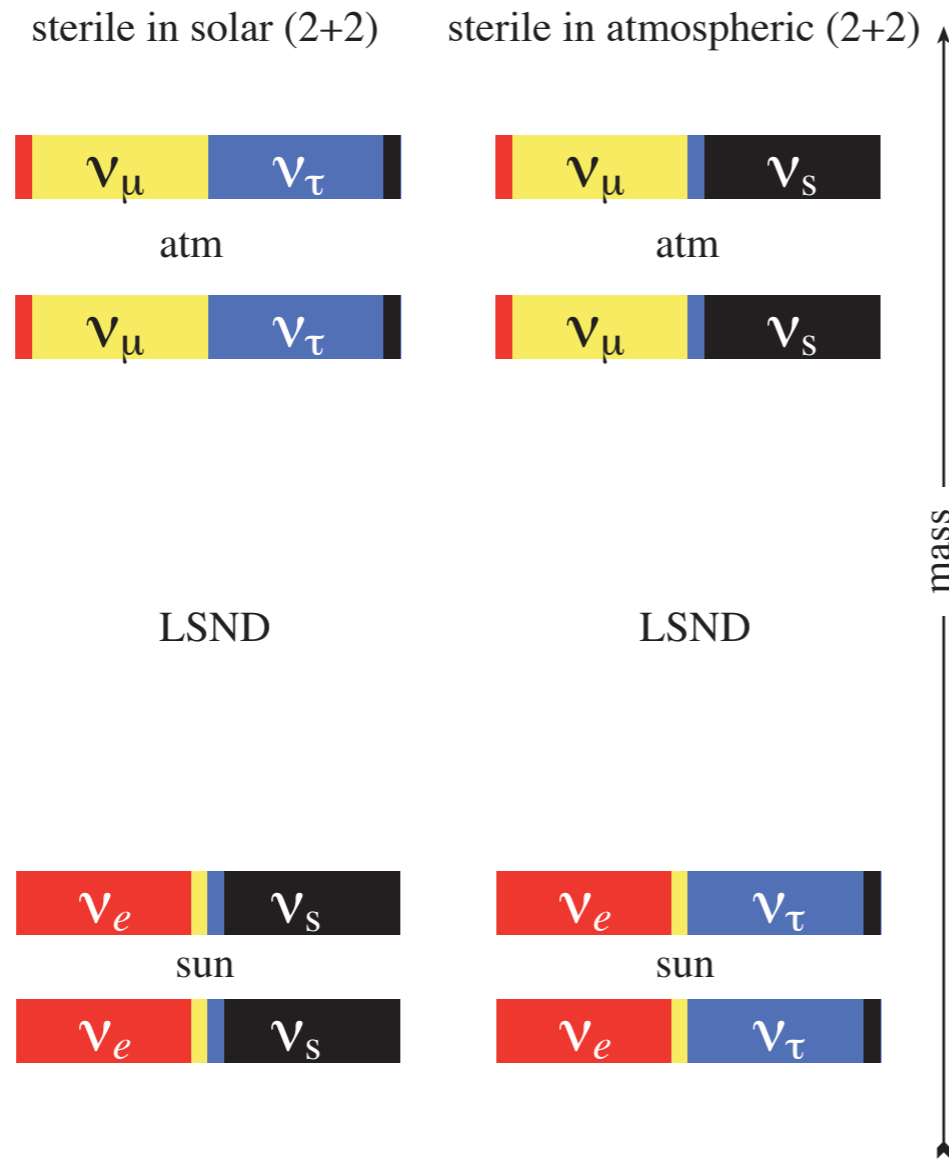 sterile in solar (2+2) sterile in atmospheric (2+2)
νμ ντ νμ νs
atm atm
νμ ντ νμ νs
mass
LSND LSND
νe νs νe ντ
sun sun
νe νs νe ντ